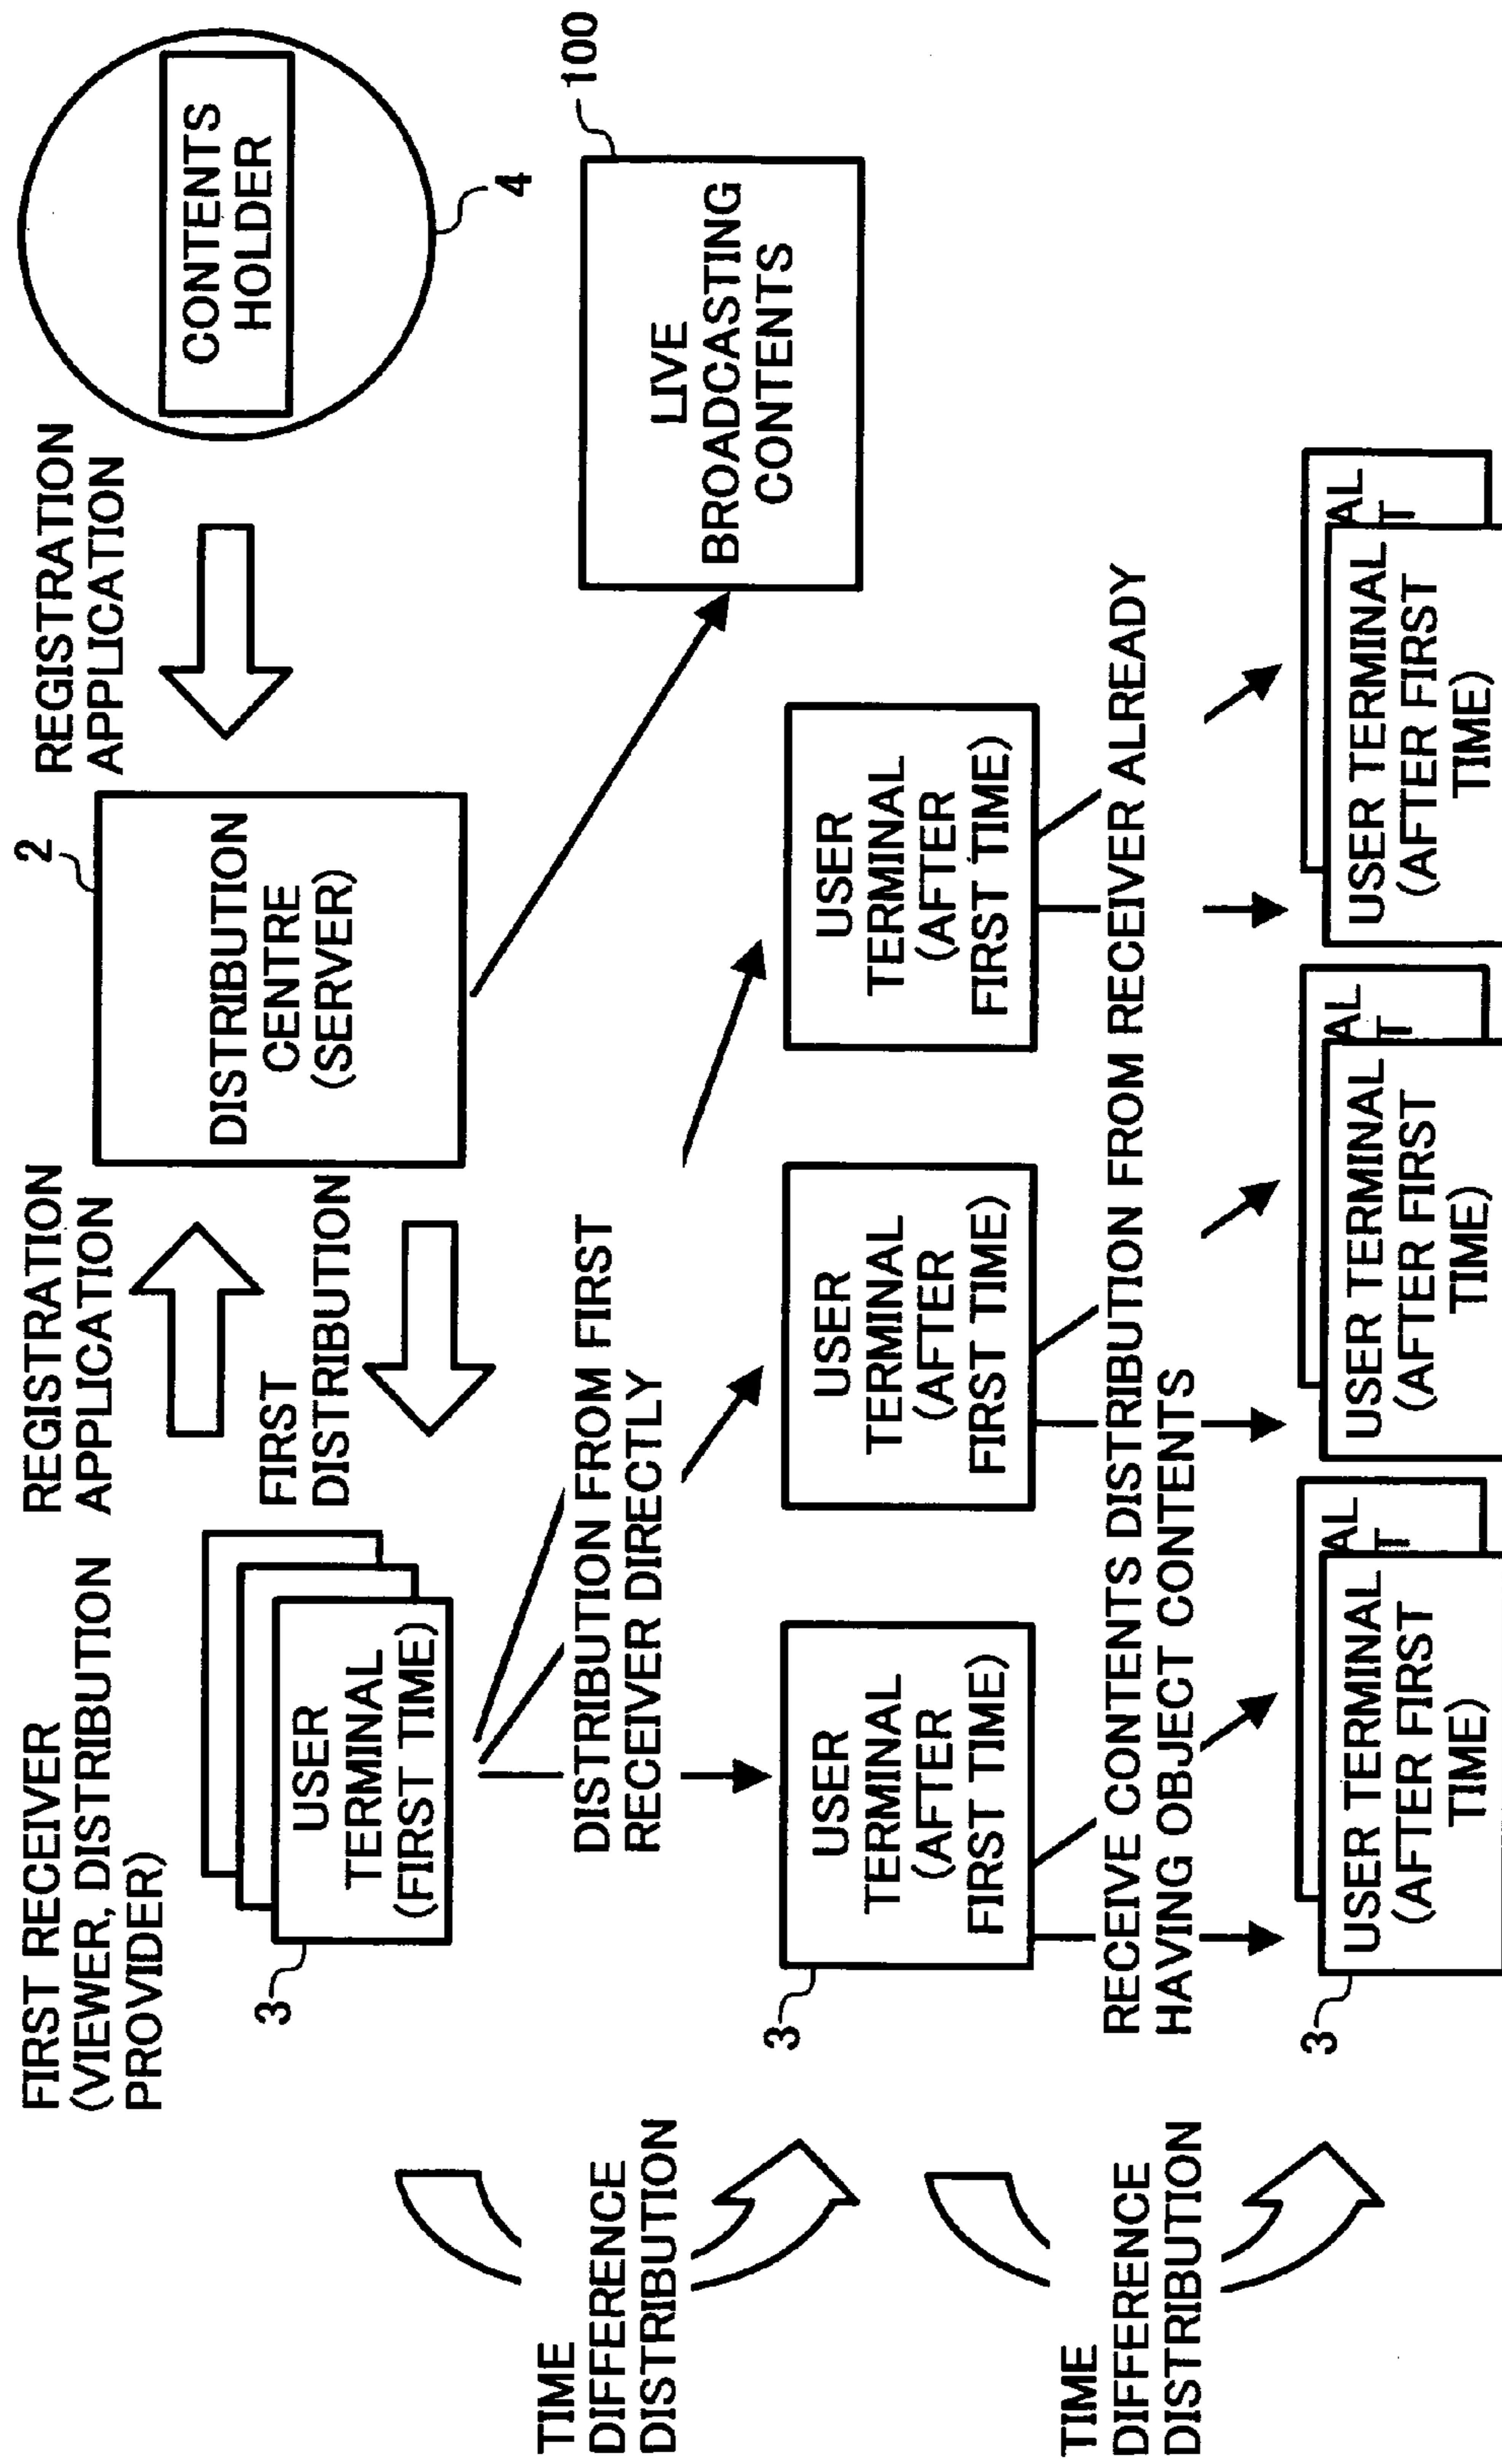 FIRST RECEIVER
(VIEWER, DISTRIBUTION
PROVIDER)
REGISTRATION
APPLICATION
2
REGISTRATION
APPLICATION
CONTENTS
HOLDER
4
FIRST
DISTRIBUTION
DISTRIBUTION
CENTRE
(SERVER)
3
USER
TERMINAL
(FIRST TIME)
100
LIVE
BROADCASTING
CONTENTS
TIME
DIFFERENCE
DISTRIBUTION
DISTRIBUTION FROM FIRST
RECEIVER DIRECTLY
3
USER
TERMINAL
(AFTER
FIRST TIME)
USER
TERMINAL
(AFTER
FIRST TIME)
USER
TERMINAL
(AFTER
FIRST TIME)
TIME
DIFFERENCE
DISTRIBUTION
RECEIVE CONTENTS DISTRIBUTION FROM RECEIVER ALREADY
HAVING OBJECT CONTENTS
3
USER TERMINAL
(AFTER FIRST
TIME)
AL
T
USER TERMINAL
(AFTER FIRST
TIME)
AL
T
USER TERMINAL
(AFTER FIRST
TIME)
AL
T